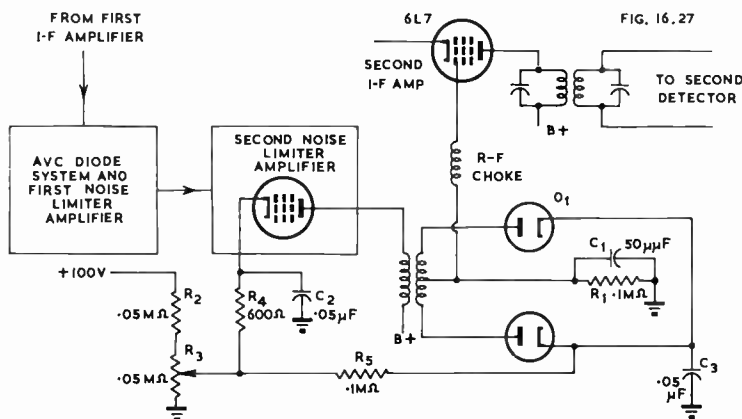 FROM FIRST
I-F AMPLIFIER
6L7
FIG. 16.27
SECOND
I-F AMP
TO SECOND
DETECTOR
B+
SECOND NOISE
LIMITER
AMPLIFIER
AVC DIODE
SYSTEM AND
FIRST NOISE
LIMITER
AMPLIFIER
R-F
CHOKE
D1
C1 50μμF
R1 .1MΩ
+100V
R2
.05MΩ
R4
600Ω
C2
.05μF
B+
R3
.05MΩ
R5
.1MΩ
C3
.05
μF